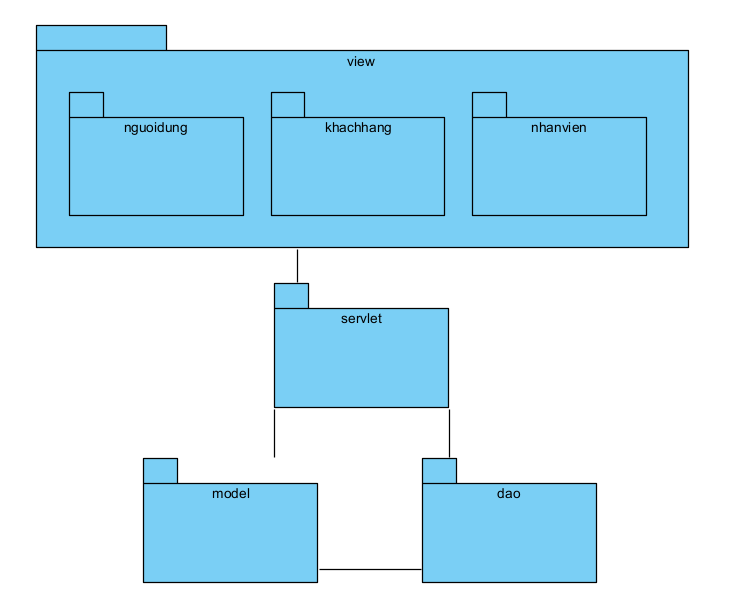 view
nguoidung
khachhang
nhanvien
servlet
model
dao